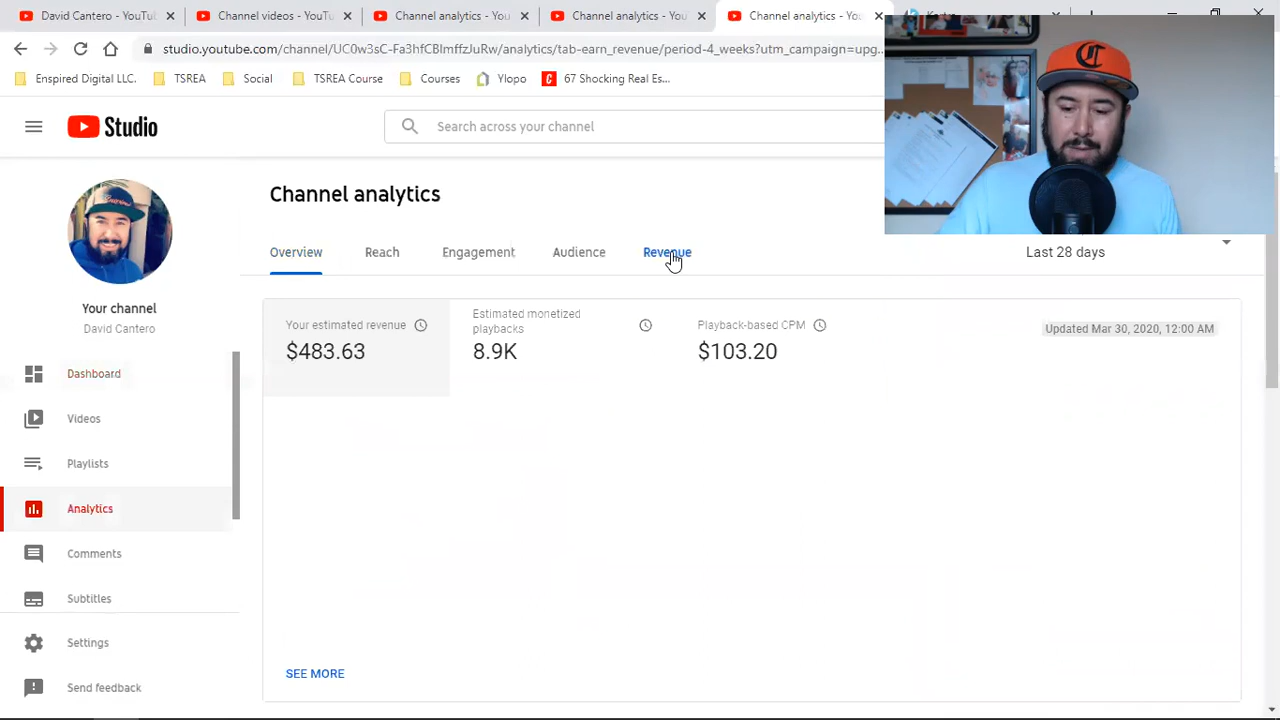 David Cantero - YouT
Channel videos - YouTu
Channel analytics - Yo
Channel analytics - You
Channel analytics - You
studio.youtube.com/channel/UC0w3sC-Fa3hfCBlmffzJuRw/analytics/tab-earn_revenue/period-4_weeks?utm_campaign=upg...
Enspired Digital LLC.
TSREA
Social
TSREA Course
Courses
Ylopo
67 Shocking Real Es...
Studio
Search across your channel
Channel analytics
Overview
Reach
Engagement
Audience
Revenue
Last 28 days
Your channel
David Cantero
Your estimated revenue
$483.63
Estimated monetized
playbacks
8.9K
Playback-based CPM
$103.20
Updated Mar 30, 2020, 12:00 AM
Dashboard
Videos
Playlists
Analytics
Comments
Subtitles
Settings
Send feedback
SEE MORE